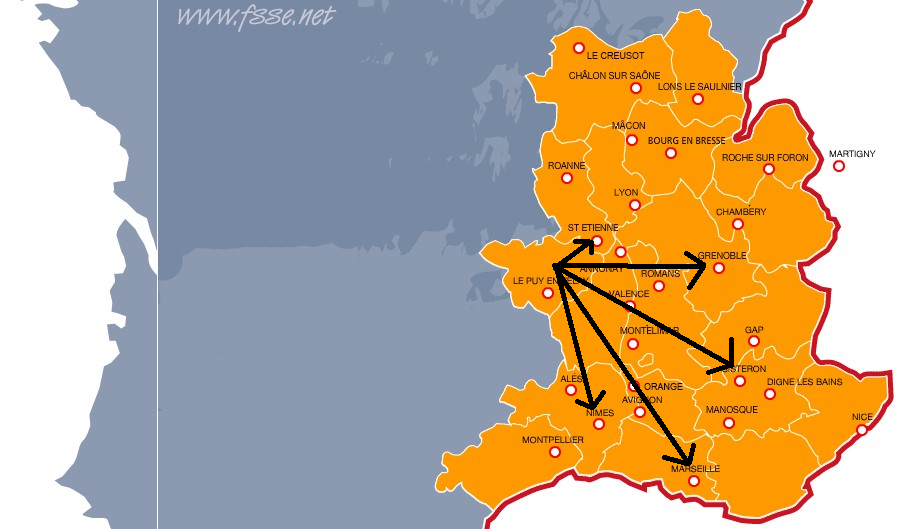 www.fsse.net
LE CREUSOT
CHÂLON SUR SAÔNE
LONS LE SAULNIER
MÂCON
BOURG EN BRESSE
ROCHE SUR FORON
MARTIGNY
ROANNE
LYON
CHAMBERY
ST ETIENNE
GRENOBLE
ANNONAY
ROMANS
LE PUY EN
VALENCE
MONTELIMAR
GAP
SISTERON
ALES
DIGNE LES BAINS
ORANGE
AVIGNON
NIMES
MANOSQUE
NICE
MONTPELLIER
MARSEILLE